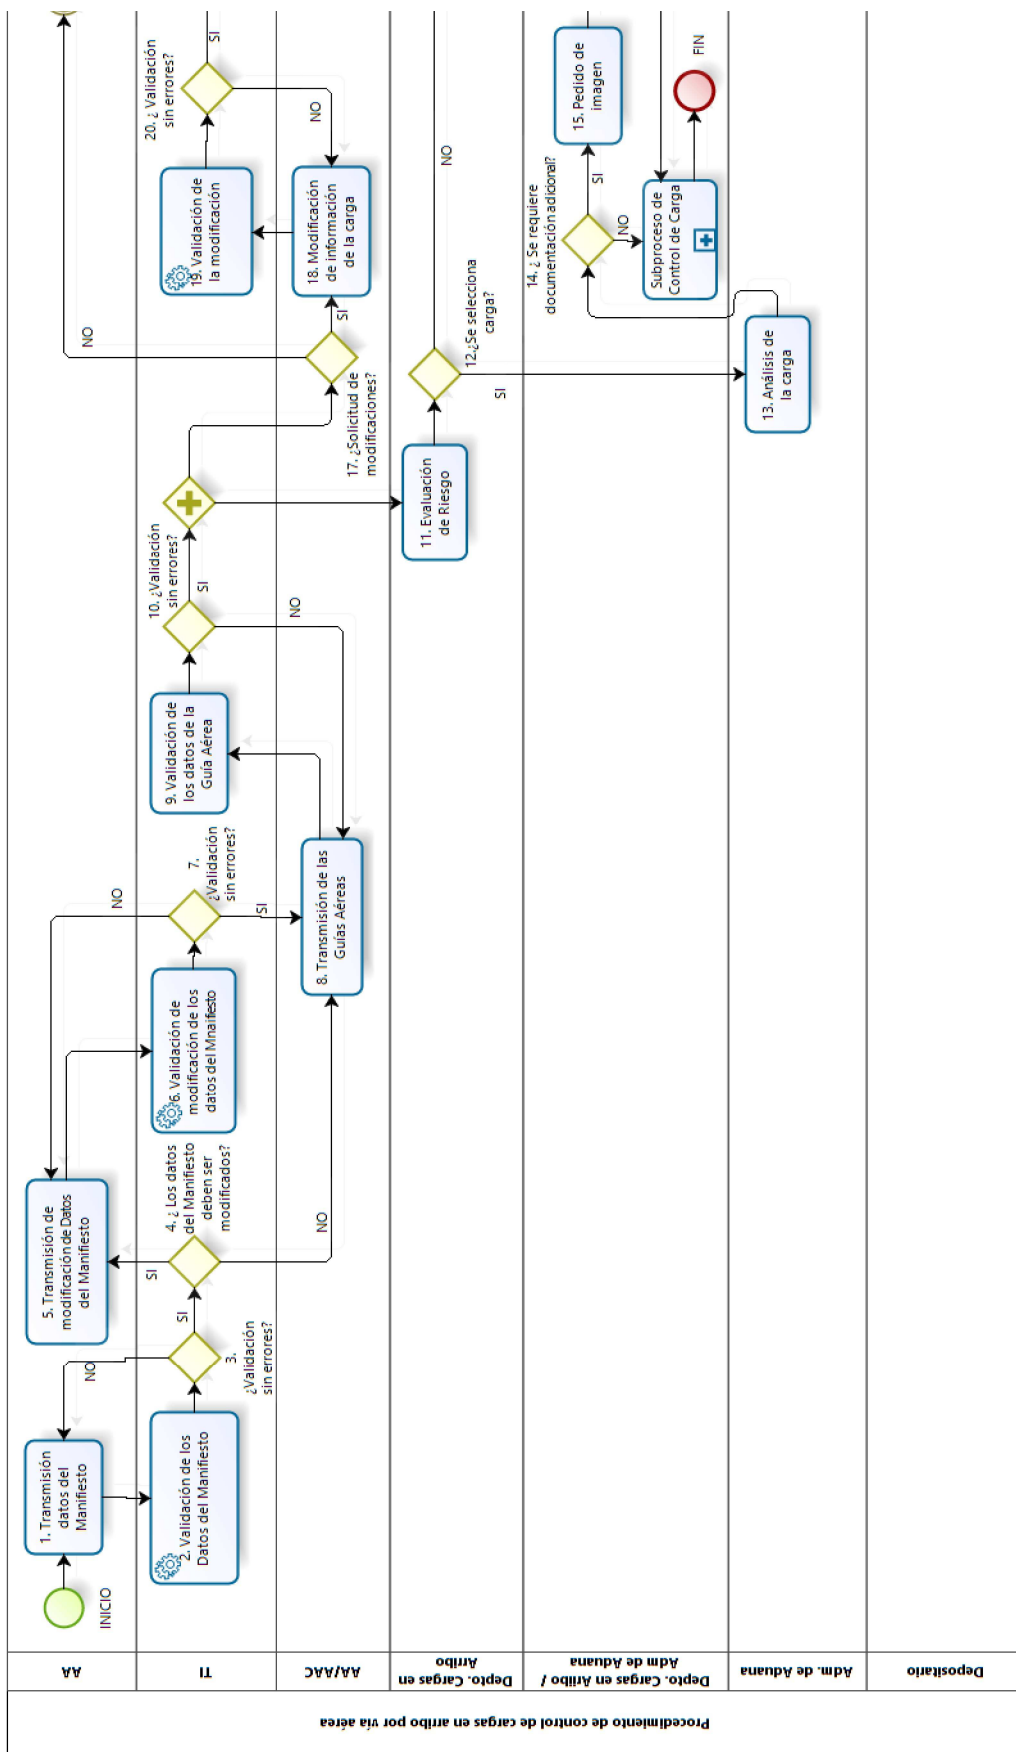 Procedimiento de control de cargas en arribo por vía aérea
AA
TI
AA/AAC
Depto. Cargas en
Arribo
Depto. Cargas en Arribo /
Adm de Aduana
Adm. de Aduana
Depositario
INICIO
1. Transmisión
datos del
Manifiesto
2. Validación de los
Datos del Manifiesto
3.
¿Validación
sin errores?
NO
SI
4. ¿ Los datos
del Manifiesto
deben ser
modificados?
SI
NO
5. Transmisión de
modificación de Datos
del Manifiesto
6. Validación de
modificación de los
datos del Mnaifiesto
7.
¿Validación
sin errores?
NO
SI
8. Transmisión de las
Guías Aéreas
9. Validación de
los datos de la
Guía Aérea
10. ¿Validación
sin errores?
SI
NO
11. Evaluación
de Riesgo
12.¿Se selecciona
carga?
NO
SI
13. Análisis de
la carga
14. ¿ Se requiere
documentación adicional?
SI
NO
15. Pedido de
imagen
Subproceso de
Control de Carga
FIN
17. ¿Solicitud de
modificaciones?
NO
SI
18. Modificación
de información
de la carga
19. Validación de
la modificación
20. ¿ Validación
sin errores?
SI
NO